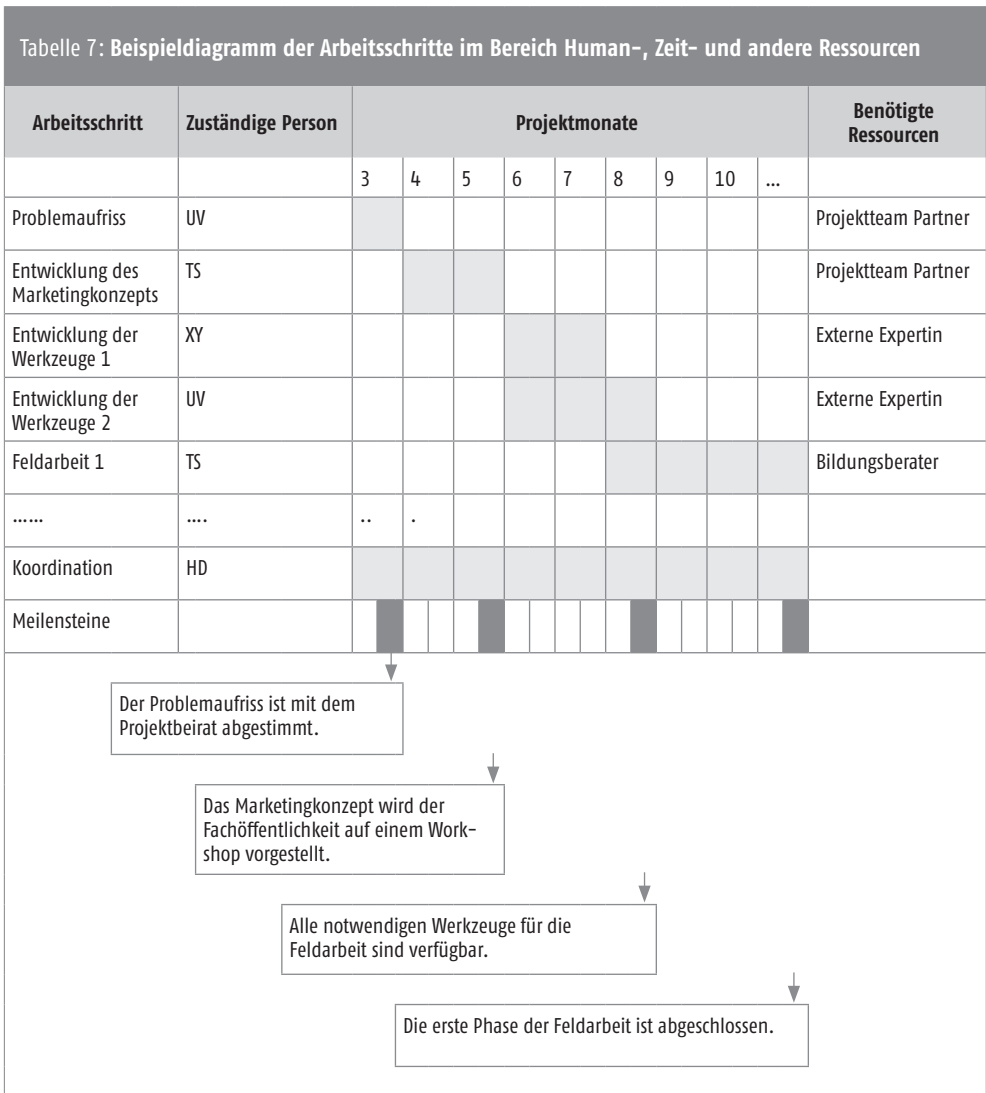 Tabelle 7: Beispieldiagramm der Arbeitsschritte im Bereich Human-, Zeit- und andere Ressourcen
Arbeitsschritt Zuständige Person Projektmonate Benötigte
Ressourcen
3 4 5 6 7 8 9 10 ...
Problemaufriss UV Projektteam Partner
Entwicklung des TS Projektteam Partner
Marketingkonzepts
Entwicklung der XY Externe Expertin
Werkzeuge 1
Entwicklung der UV Externe Expertin
Werkzeuge 2
Feldarbeit 1 TS Bildungsberater
...... .... .. .
Koordination HD
Meilensteine
Der Problemaufriss ist mit dem
Projektbeirat abgestimmt.
Das Marketingkonzept wird der
Fachöffentlichkeit auf einem Work-
shop vorgestellt.
Alle notwendigen Werkzeuge für die
Feldarbeit sind verfügbar.
Die erste Phase der Feldarbeit ist abgeschlossen.